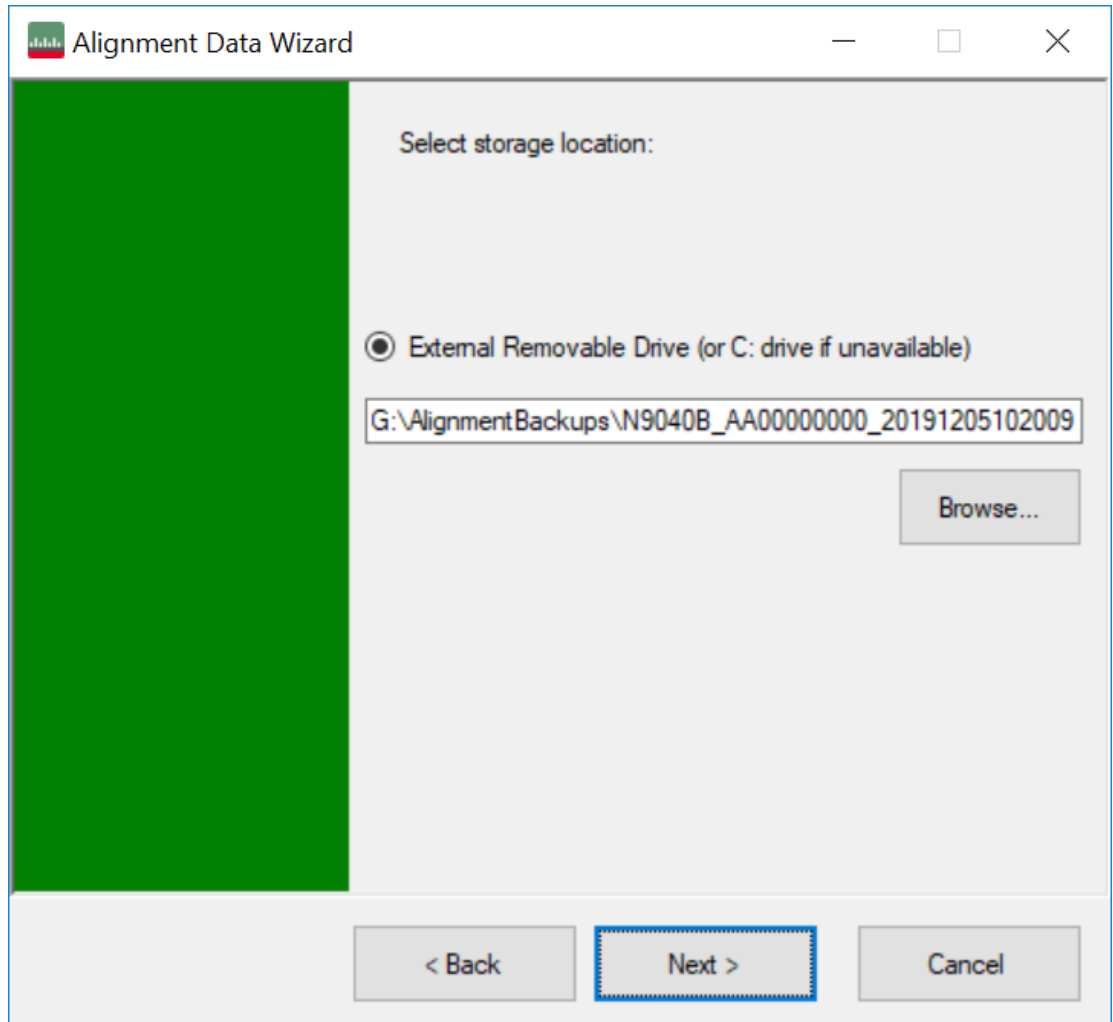 Alignment Data Wizard
Select storage location:
External Removable Drive (or C: drive if unavailable)
G:\AlignmentBackups\N9040B_AA00000000_20191205102009
Browse...
< Back
Next >
Cancel